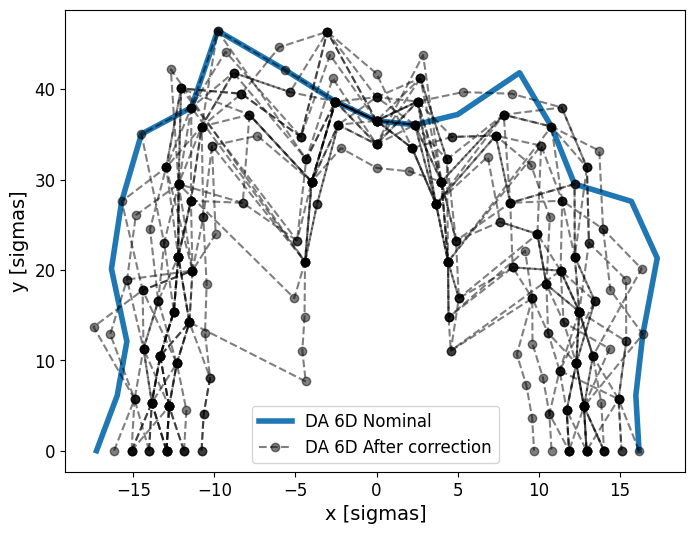 40
30
20
10
0
y [sigmas]
DA 6D Nominal
DA 6D After correction
−15 −10 −5 0 5 10 15
x [sigmas]